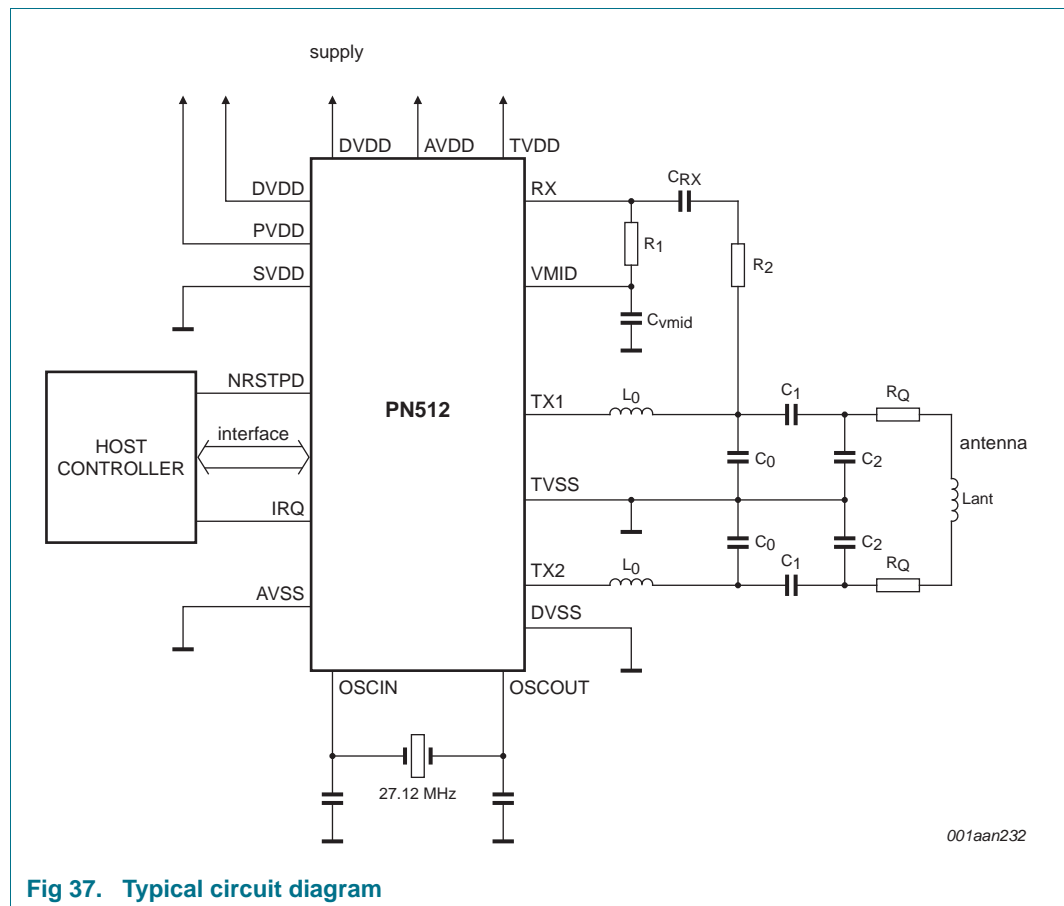 supply
DVDD
AVDD
TVDD
DVDD
PVDD
SVDD
NRSTPD
interface
IRQ
HOST
CONTROLLER
AVSS
PN512
RX
VMID
TX1
TVSS
TX2
DVSS
OSCIN
OSCOUT
CRX
R1
R2
Cvmid
L0
C1
RQ
antenna
C0
C2
Lant
C0
C2
L0
C1
RQ
27.12 MHz
001aan232
Fig 37. Typical circuit diagram